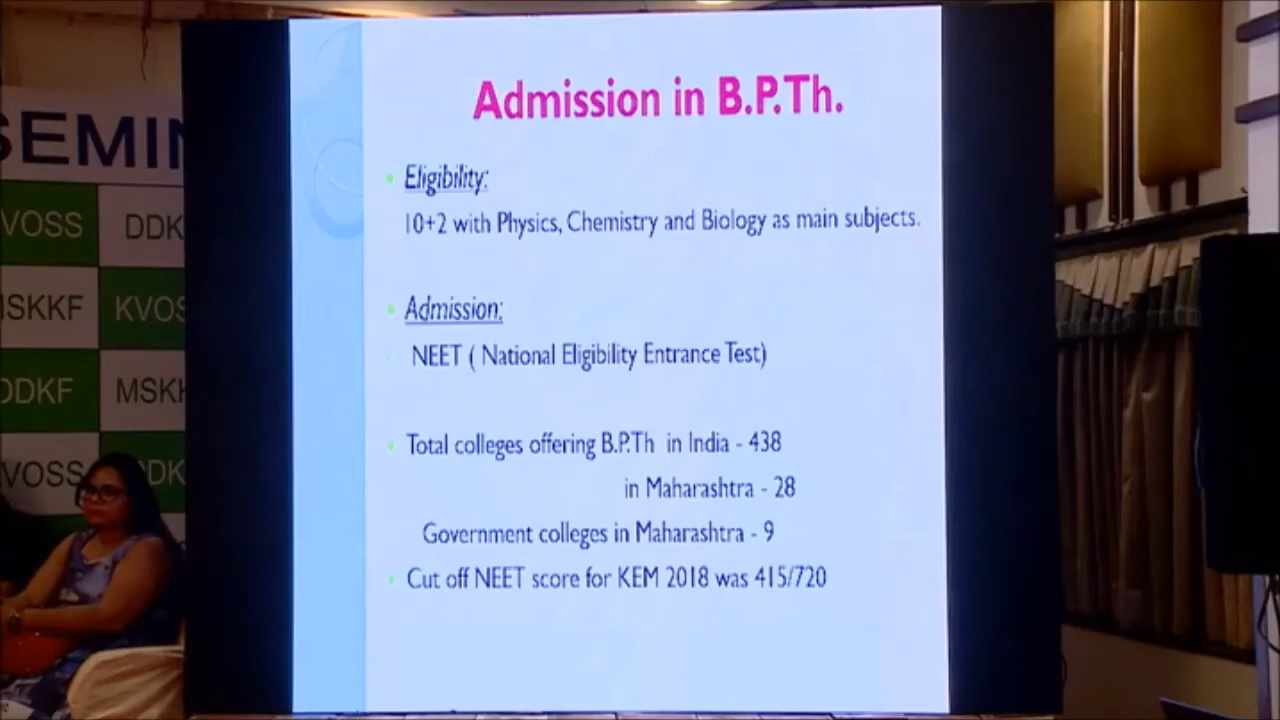 Admission in B.P.Th.
Eligibility:
10+2 with Physics, Chemistry and Biology as main subjects.
Admission:
NEET ( National Eligibility Entrance Test)
Total colleges offering B.P.Th in India - 438
in Maharashtra - 28
Government colleges in Maharashtra - 9
Cut off NEET score for KEM 2018 was 415/720
SEMIN
VOSS DDK
MSKKF KVOS
DDKF MSKK
VOSS DDK